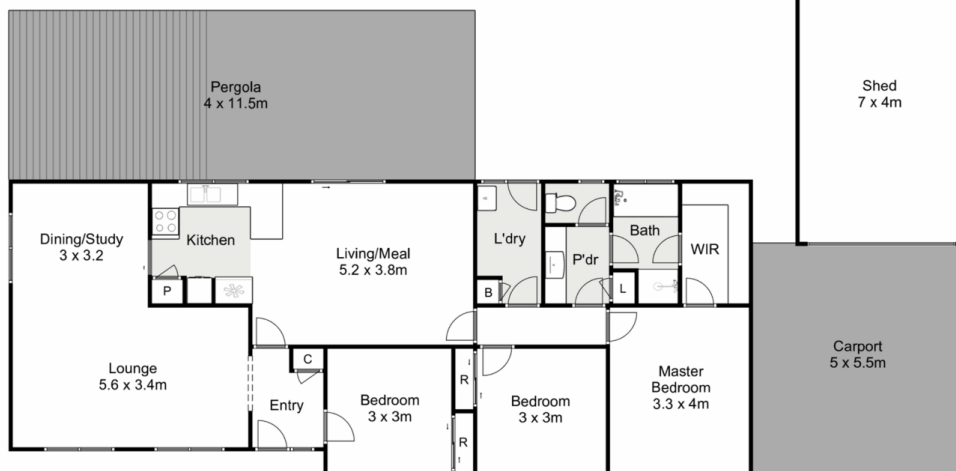 Pergola
4 x 11.5m
Shed
7 x 4m
Dining/Study
3 x 3.2
Kitchen
Living/Meal
5.2 x 3.8m
L'dry
P'dr
Bath
WIR
P
B
L
Lounge
5.6 x 3.4m
C
Entry
Bedroom
3 x 3m
R
R
Bedroom
3 x 3m
Master
Bedroom
3.3 x 4m
Carport
5 x 5.5m